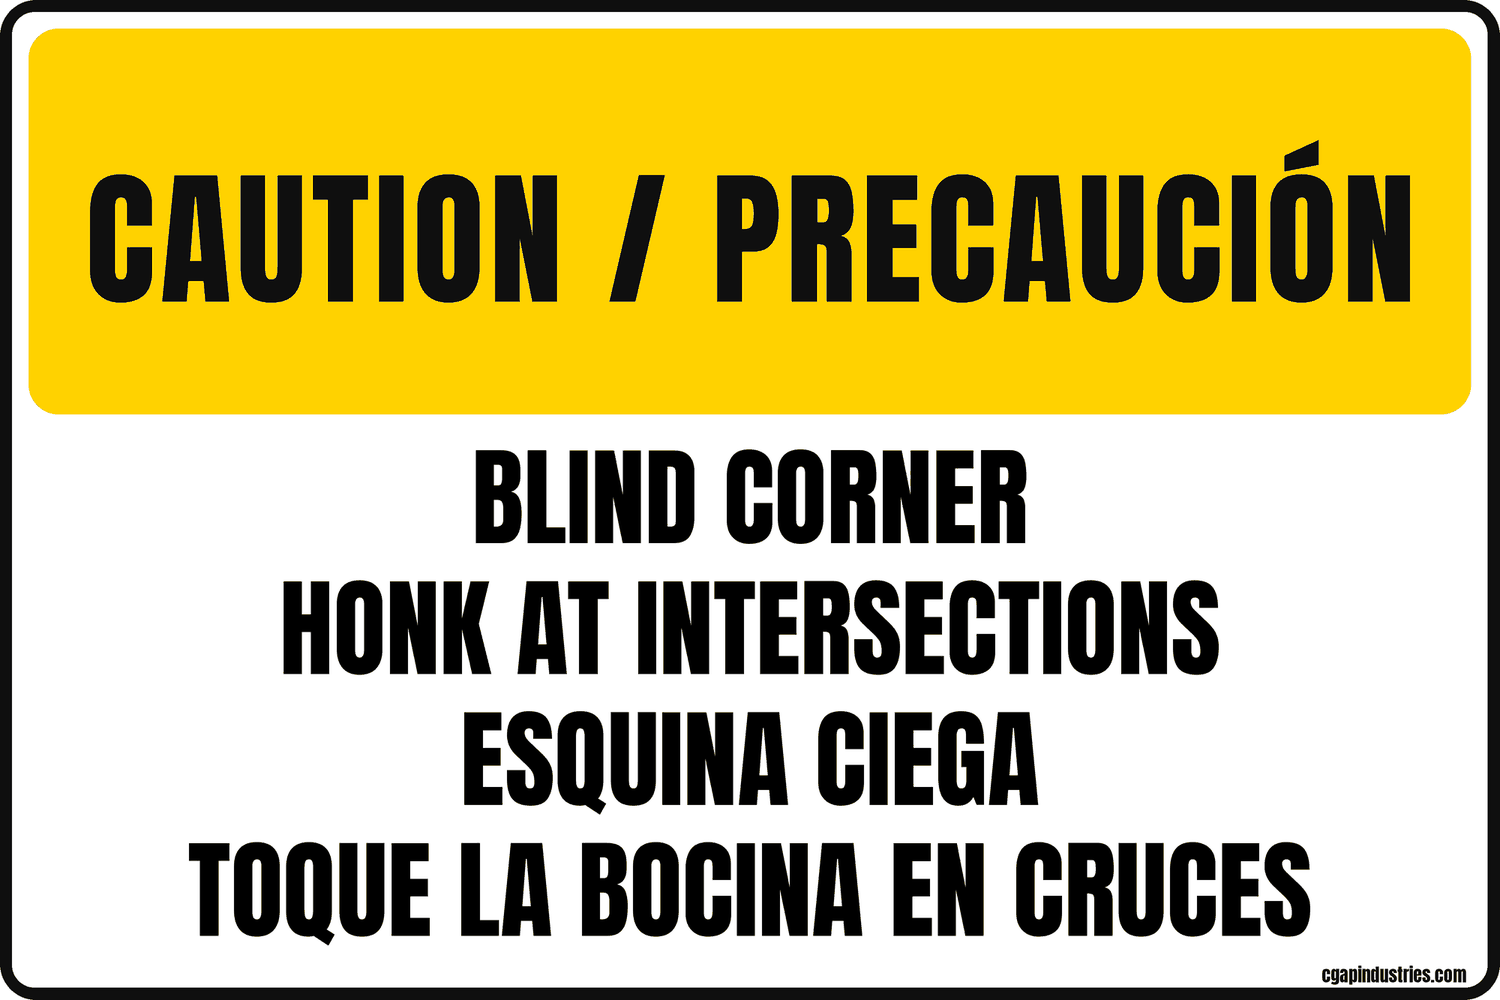 CAUTION / PRECAUCIÓN
BLIND CORNER
HONK AT INTERSECTIONS
ESQUINA CIEGA
TOQUE LA BOCINA EN CRUCES
cgapindustries.com